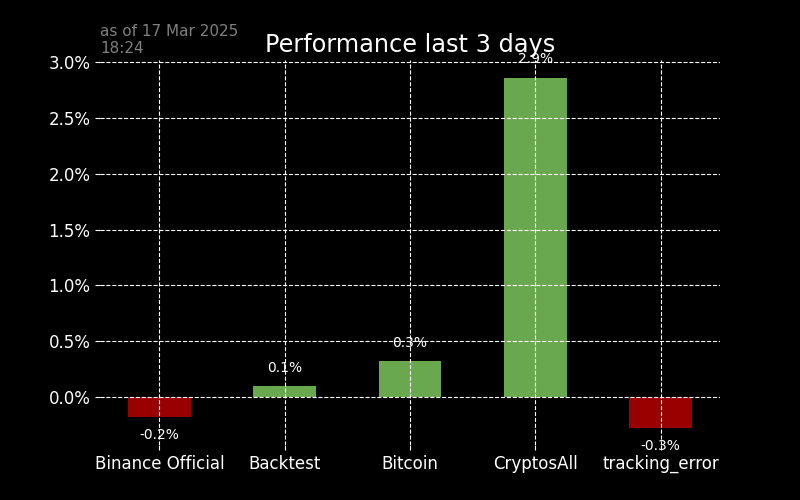 as of 17 Mar 2025
18:24
Performance last 3 days
3.0%
2.5%
2.0%
1.5%
1.0%
0.5%
0.0%
-0.2%
0.1%
0.3%
2.9%
-0.3%
Binance Official
Backtest
Bitcoin
CryptosAll
tracking_error